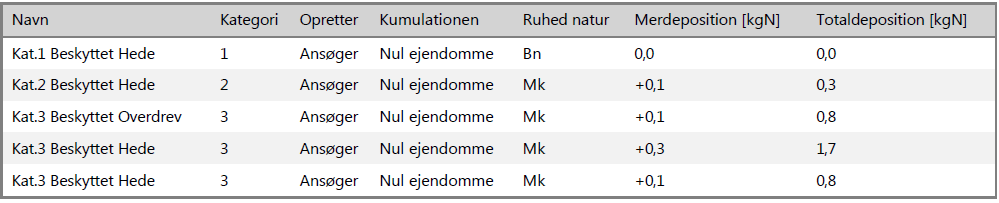 Navn Kategori Opretter Kumulationen Ruhed natur Merdeposition [kgN] Totaldeposition [kgN]
Kat.1 Beskyttet Hede 1 Ansøger Nul ejendomme Bn 0,0 0,0
Kat.2 Beskyttet Hede 2 Ansøger Nul ejendomme Mk +0,1 0,3
Kat.3 Beskyttet Overdrev 3 Ansøger Nul ejendomme Mk +0,1 0,8
Kat.3 Beskyttet Hede 3 Ansøger Nul ejendomme Mk +0,3 1,7
Kat.3 Beskyttet Hede 3 Ansøger Nul ejendomme Mk +0,1 0,8